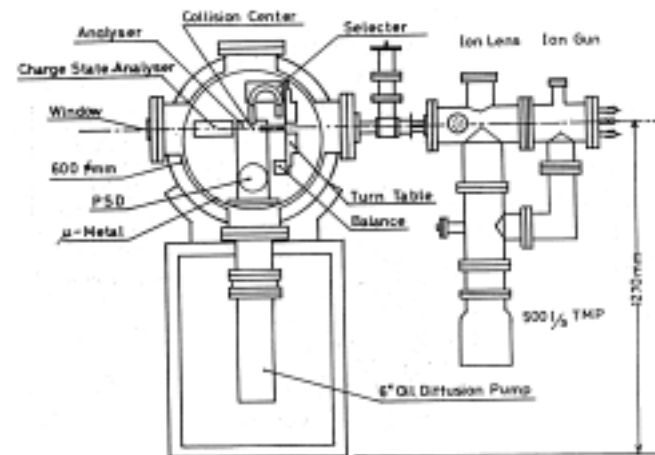 Collision Center
Analyser
Selecter
Charge State Analyser
Ion Lens Ion Gun
Window
600 ∮mm
PSD
Turn Table
μ-Metal
Balance
1270mm
500 l/s TMP
6" Oil Diffusion Pump